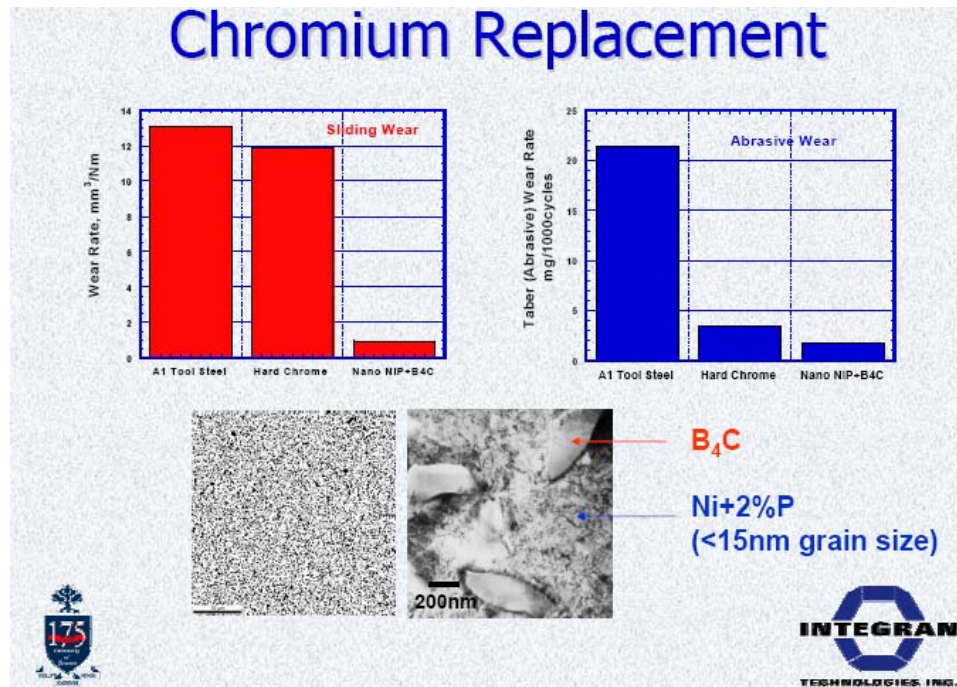 Chromium Replacement
14
12
10
8
6
4
2
0
Wear Rate, mm³/Nm
Sliding Wear
A1 Tool Steel
Hard Chrome
Nano NIP+B4C
25
20
15
10
5
0
Taber (Abrasive) Wear Rate
mg/1000cycles
Abrasive Wear
A1 Tool Steel
Hard Chrome
Nano NIP+B4C
B₄C
Ni+2%P
(<15nm grain size)
200nm
175
INTEGRAN
TECHNOLOGIES INC.